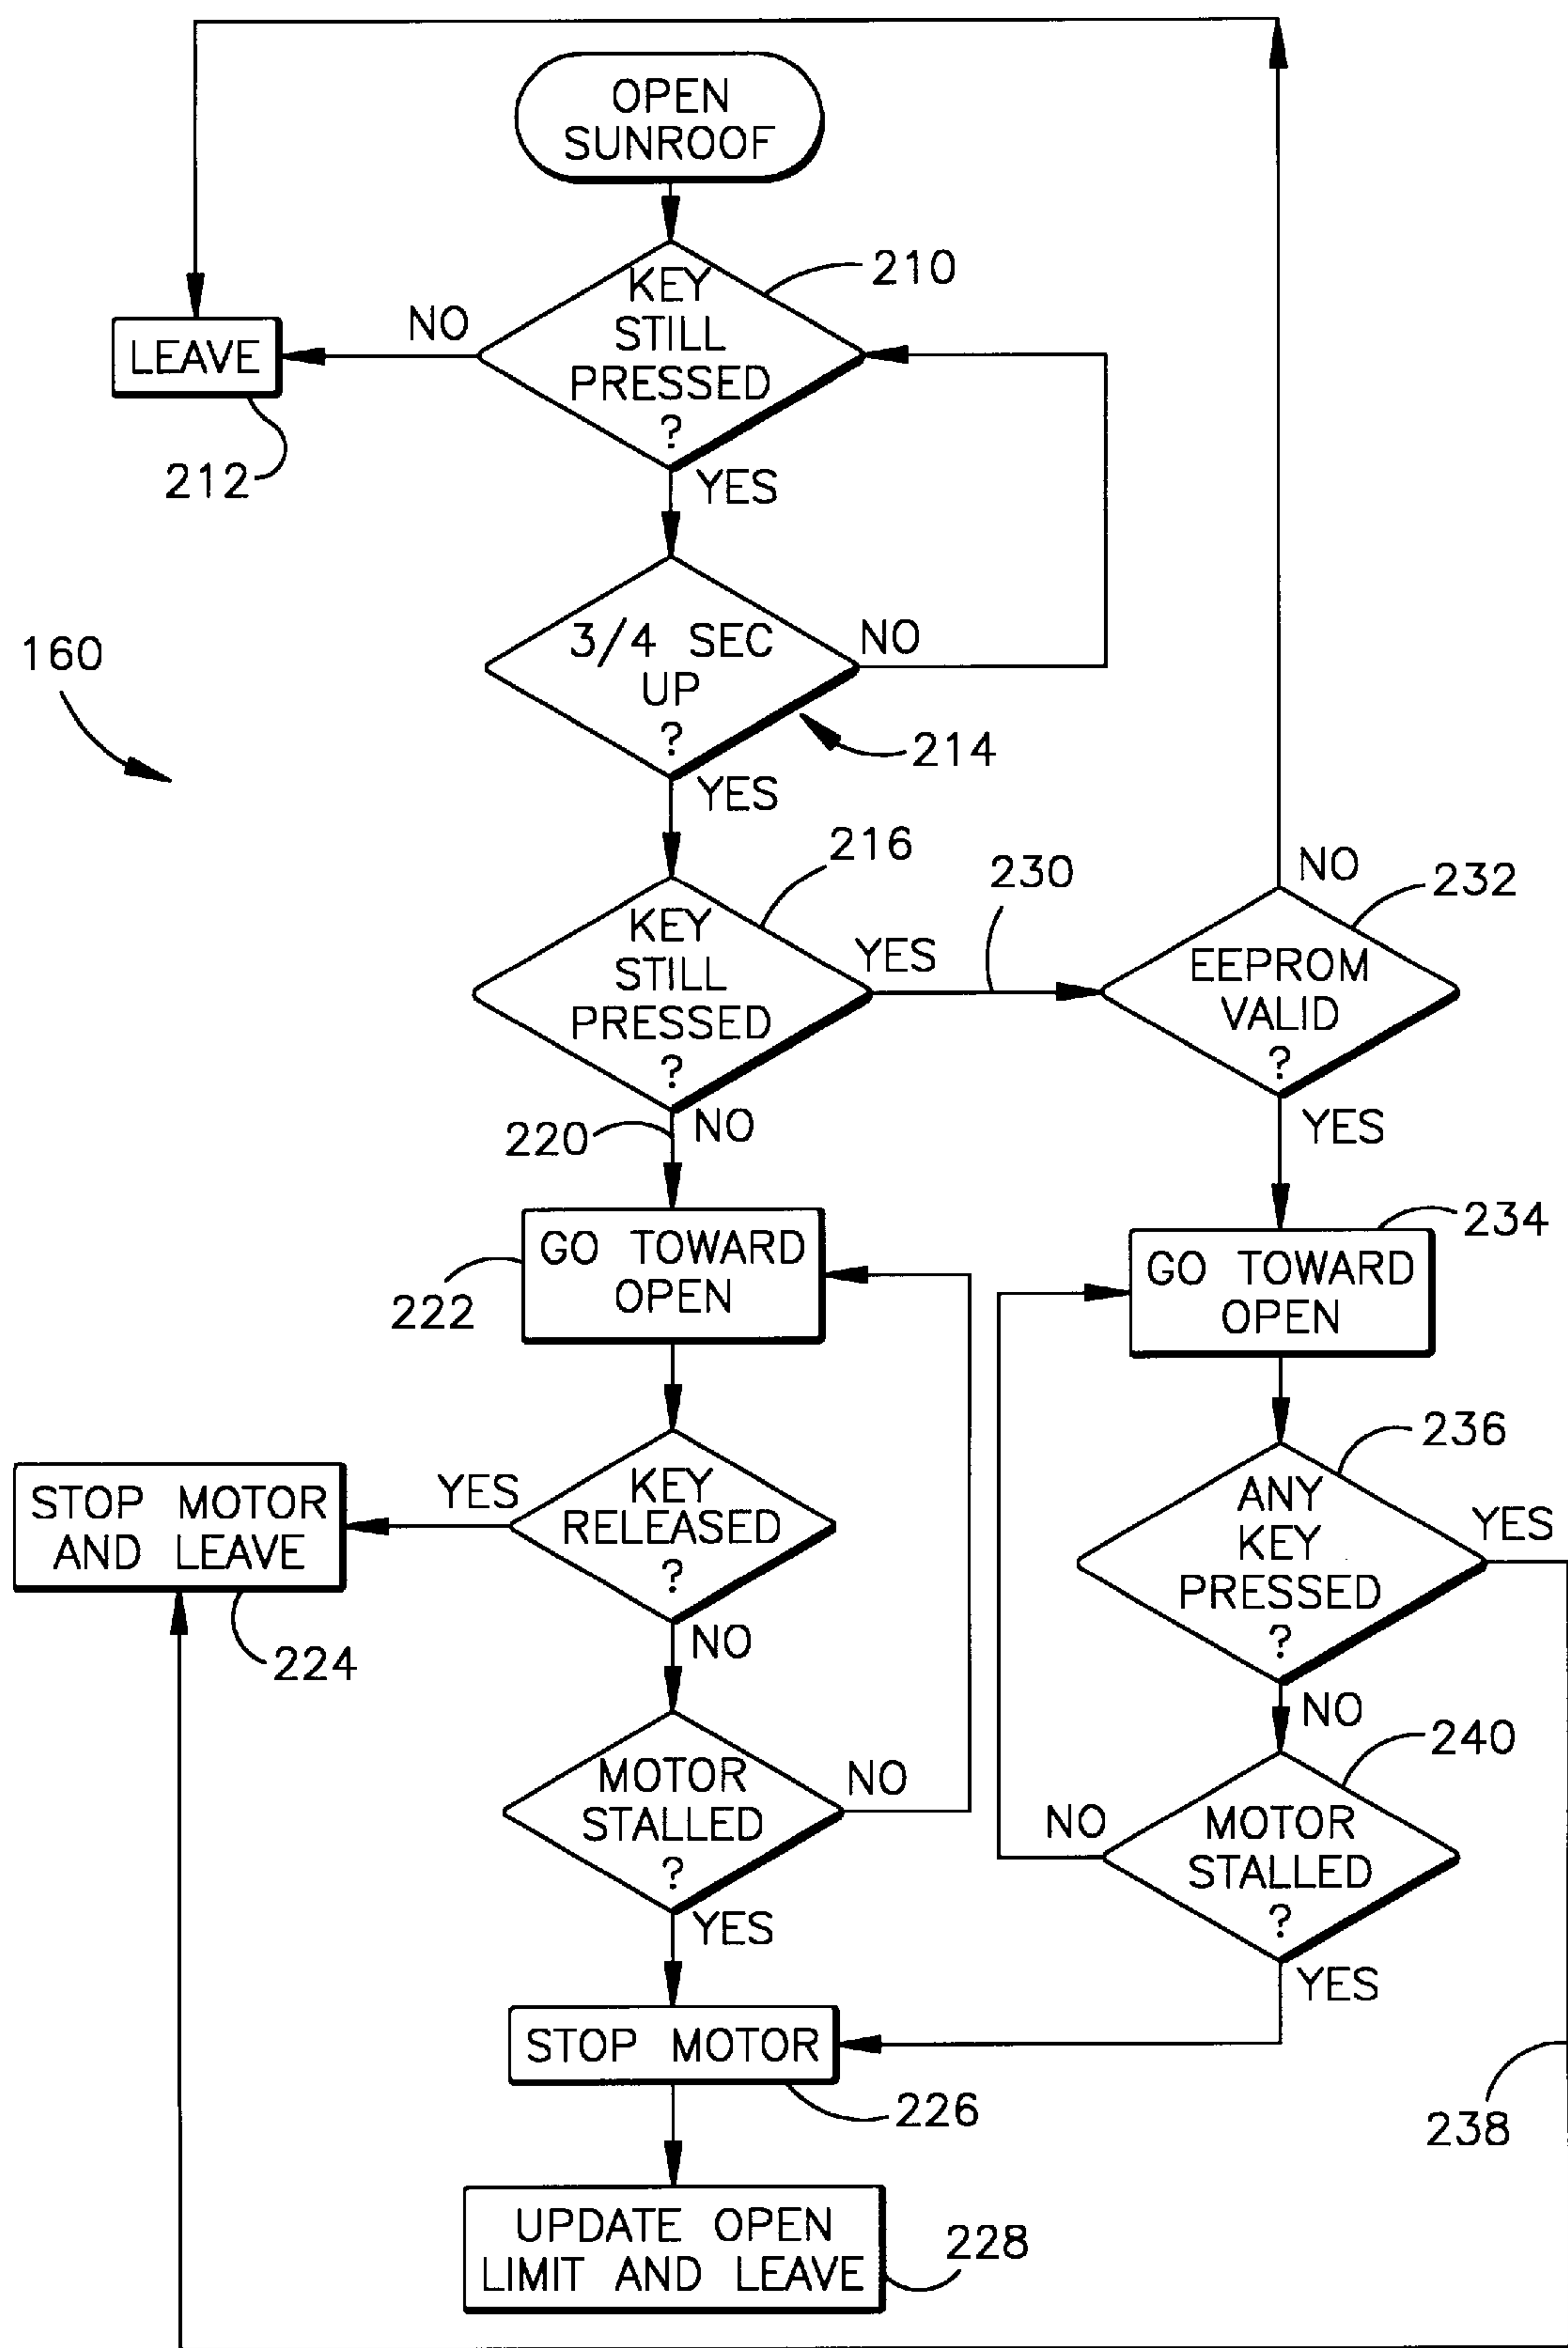 OPEN
SUNROOF
KEY
STILL
PRESSED
?
210
NO
LEAVE
212
YES
3/4 SEC
UP
?
NO
160
214
YES
KEY
STILL
PRESSED
?
216
YES
230
NO
232
EEPROM
VALID
?
YES
220
NO
GO TOWARD
OPEN
222
234
GO TOWARD
OPEN
236
KEY
RELEASED
?
YES
STOP MOTOR
AND LEAVE
224
NO
ANY
KEY
PRESSED
?
YES
NO
240
MOTOR
STALLED
?
NO
YES
NO
MOTOR
STALLED
?
YES
STOP MOTOR
226
238
UPDATE OPEN
LIMIT AND LEAVE
228